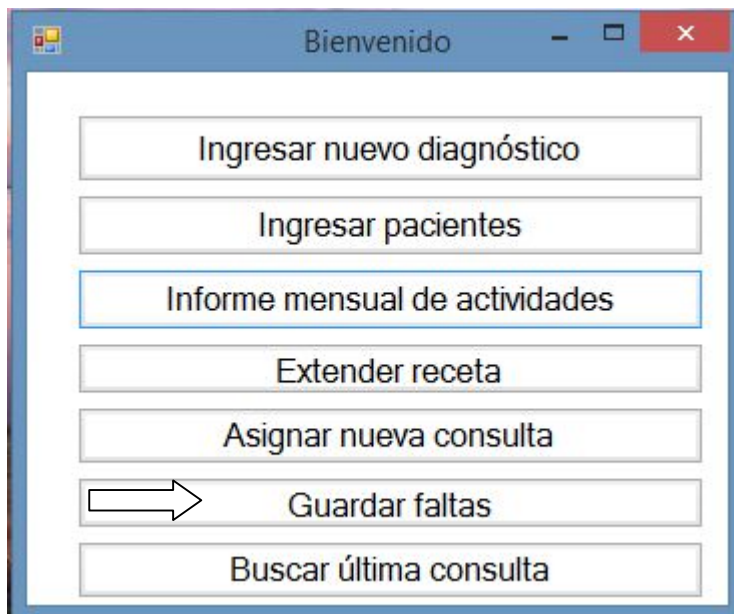 Bienvenido
Ingresar nuevo diagnóstico
Ingresar pacientes
Informe mensual de actividades
Extender receta
Asignar nueva consulta
Guardar faltas
Buscar última consulta